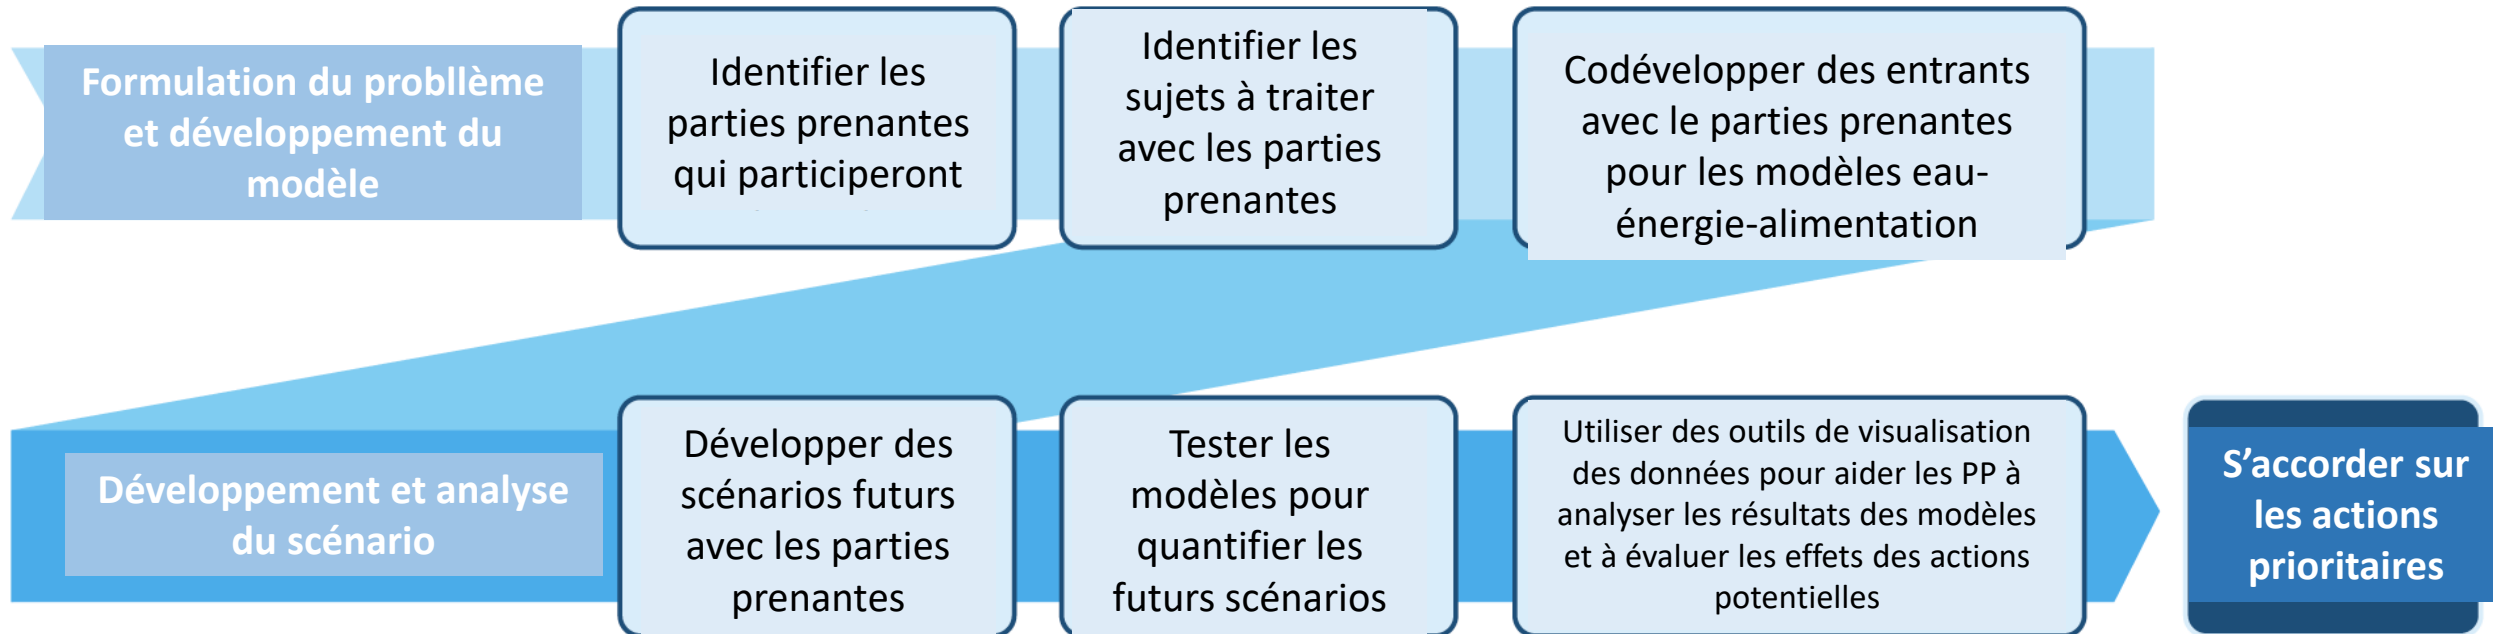 Formulation du probllème
et développement du
modèle
Identifier les
parties prenantes
qui participeront
Identifier les
sujets à traiter
avec les parties
prenantes
Codévelopper des entrants
avec le parties prenantes
pour les modèles eau-
énergie-alimentation
Développement et analyse
du scénario
Développer des
scénarios futurs
avec les parties
prenantes
Tester les
modèles pour
quantifier les
futurs scénarios
Utiliser des outils de visualisation
des données pour aider les PP à
analyser les résultats des modèles
et à évaluer les effets des actions
potentielles
S’accorder sur
les actions
prioritaires